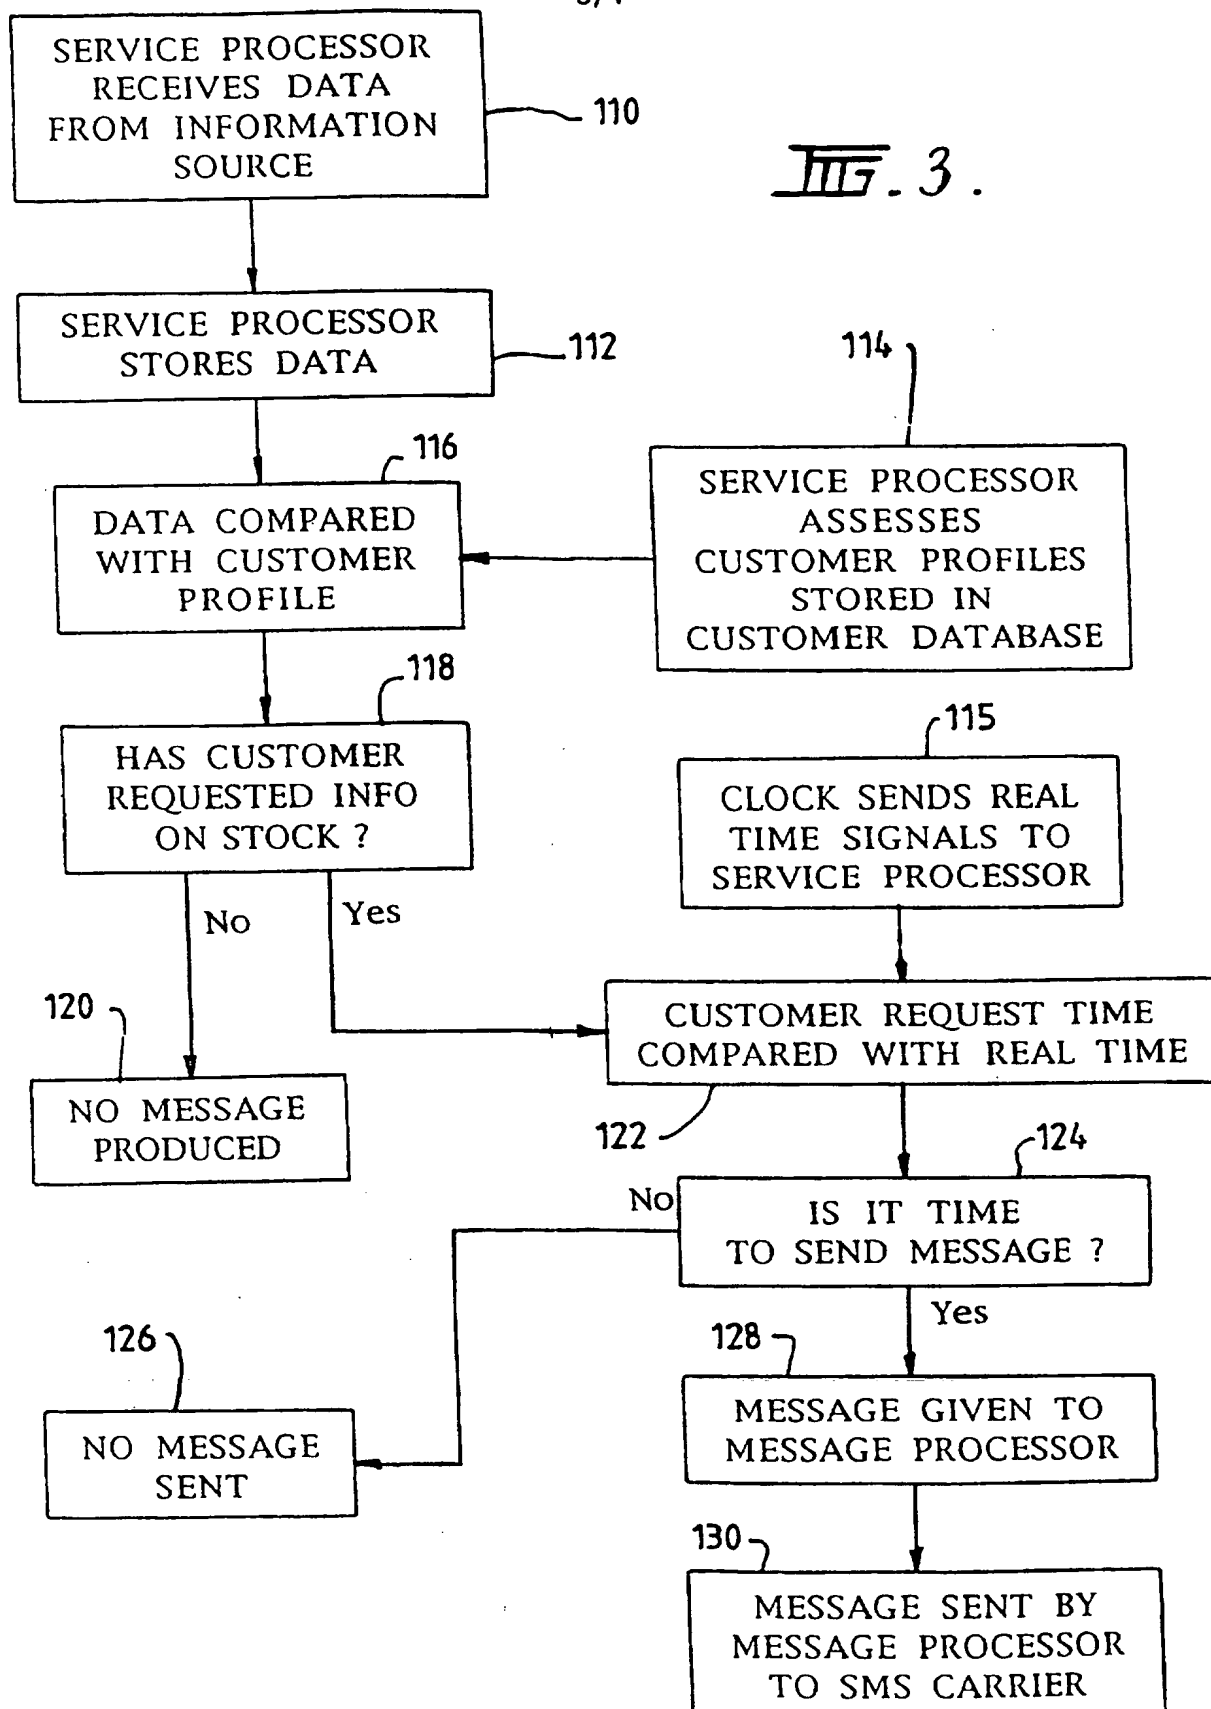 SERVICE PROCESSOR
RECEIVES DATA
FROM INFORMATION
SOURCE
110
FIG. 3.
SERVICE PROCESSOR
STORES DATA
112
114
116
DATA COMPARED
WITH CUSTOMER
PROFILE
SERVICE PROCESSOR
ASSESSES
CUSTOMER PROFILES
STORED IN
CUSTOMER DATABASE
118
HAS CUSTOMER
REQUESTED INFO
ON STOCK ?
115
CLOCK SENDS REAL
TIME SIGNALS TO
SERVICE PROCESSOR
No
Yes
120
NO MESSAGE
PRODUCED
CUSTOMER REQUEST TIME
COMPARED WITH REAL TIME
122
124
No
IS IT TIME
TO SEND MESSAGE ?
Yes
126
NO MESSAGE
SENT
128
MESSAGE GIVEN TO
MESSAGE PROCESSOR
130
MESSAGE SENT BY
MESSAGE PROCESSOR
TO SMS CARRIER